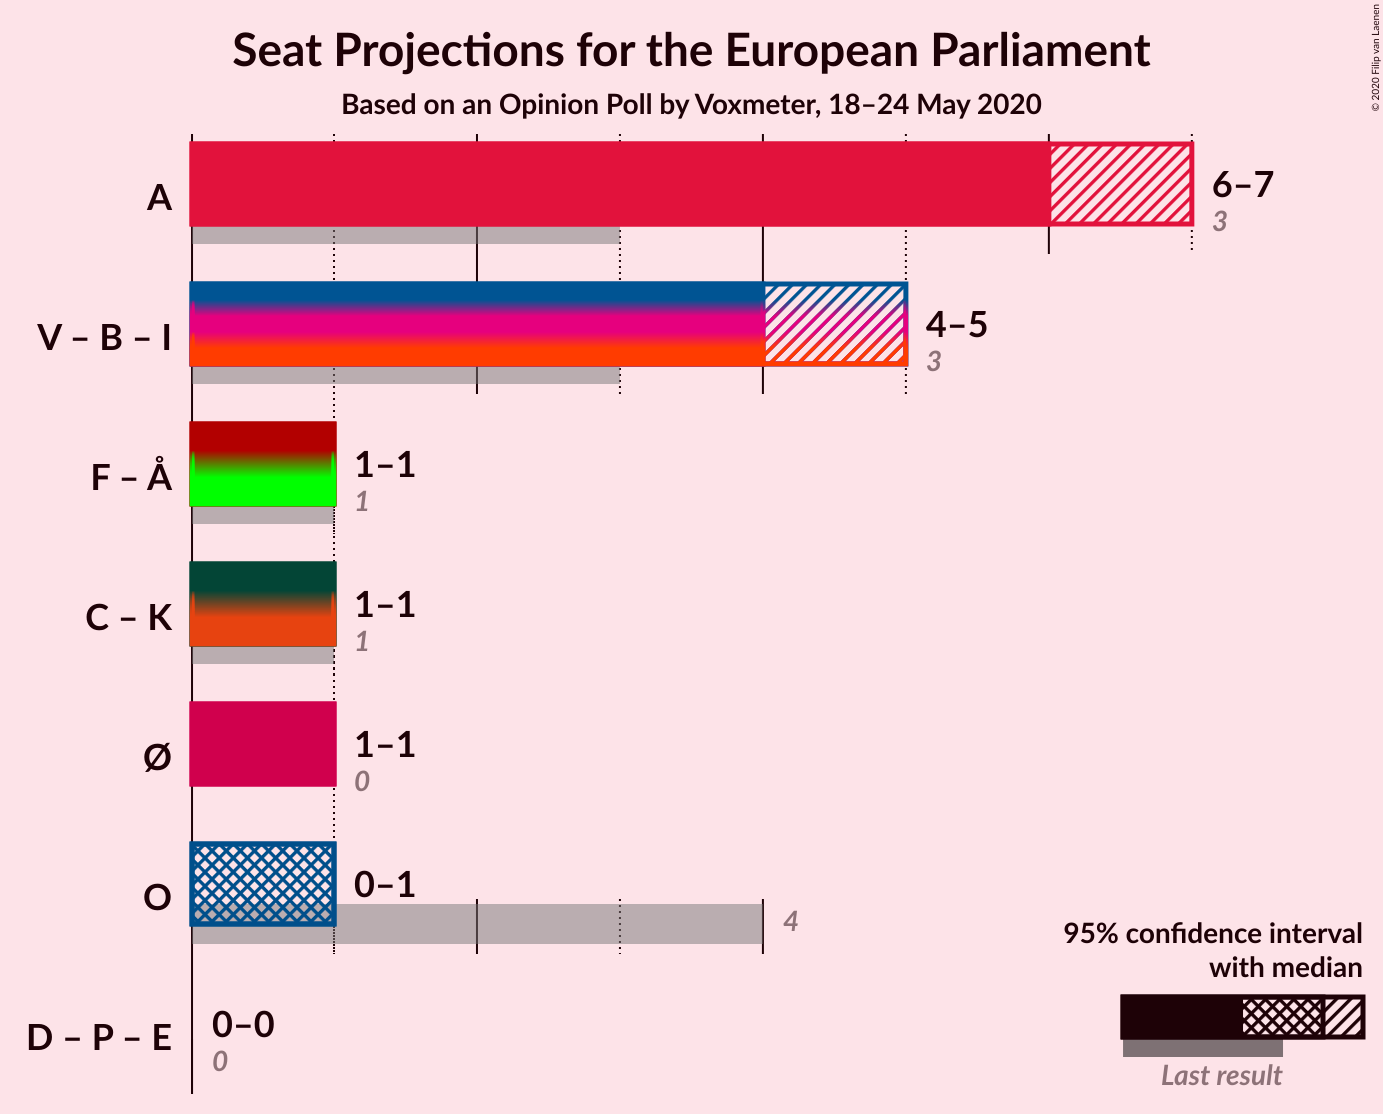 Seat Projections for the European Parliament
Based on an Opinion Poll by Voxmeter, 18–24 May 2020
© 2020 Filip van Laenen
A
6–7
3
V – B – I
4–5
3
F – Å
1–1
1
C – K
1–1
1
Ø
1–1
0
O
0–1
4
D – P – E
0–0
0
95% confidence interval
with median
Last result